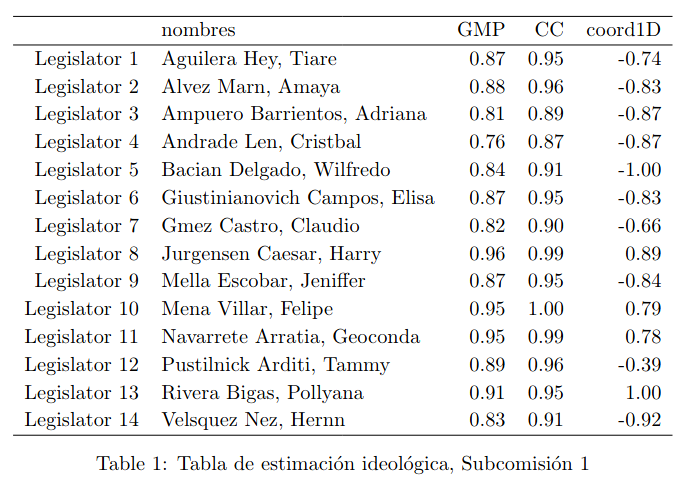 nombres GMP CC coord1D
Legislator 1 Aguilera Hey, Tiare 0.87 0.95 -0.74
Legislator 2 Alvez Marn, Amaya 0.88 0.96 -0.83
Legislator 3 Ampuero Barrientos, Adriana 0.81 0.89 -0.87
Legislator 4 Andrade Len, Cristbal 0.76 0.87 -0.87
Legislator 5 Bacian Delgado, Wilfredo 0.84 0.91 -1.00
Legislator 6 Giustinianovich Campos, Elisa 0.87 0.95 -0.83
Legislator 7 Gmez Castro, Claudio 0.82 0.90 -0.66
Legislator 8 Jurgensen Caesar, Harry 0.96 0.99 0.89
Legislator 9 Mella Escobar, Jeniffer 0.87 0.95 -0.84
Legislator 10 Mena Villar, Felipe 0.95 1.00 0.79
Legislator 11 Navarrete Arratia, Geoconda 0.95 0.99 0.78
Legislator 12 Pustilnick Arditi, Tammy 0.89 0.96 -0.39
Legislator 13 Rivera Bigas, Pollyana 0.91 0.95 1.00
Legislator 14 Velsquez Nez, Hernn 0.83 0.91 -0.92
Table 1: Tabla de estimación ideológica, Subcomisión 1